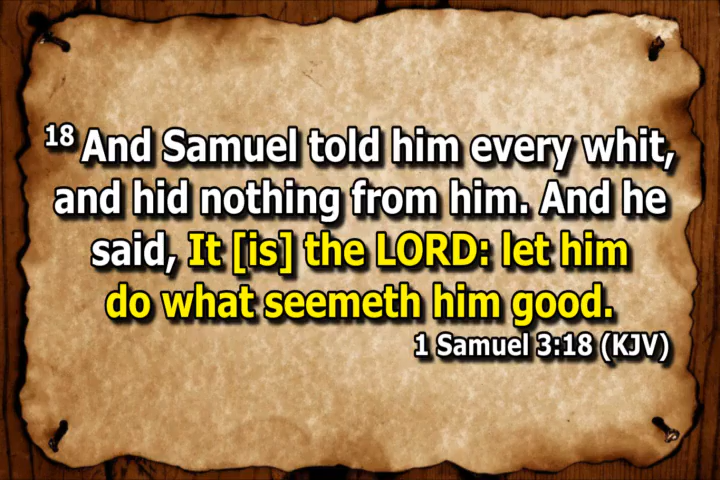 18 And Samuel told him every whit,
and hid nothing from him. And he
said, It [is] the LORD: let him
do what seemeth him good.
1 Samuel 3:18 (KJV)